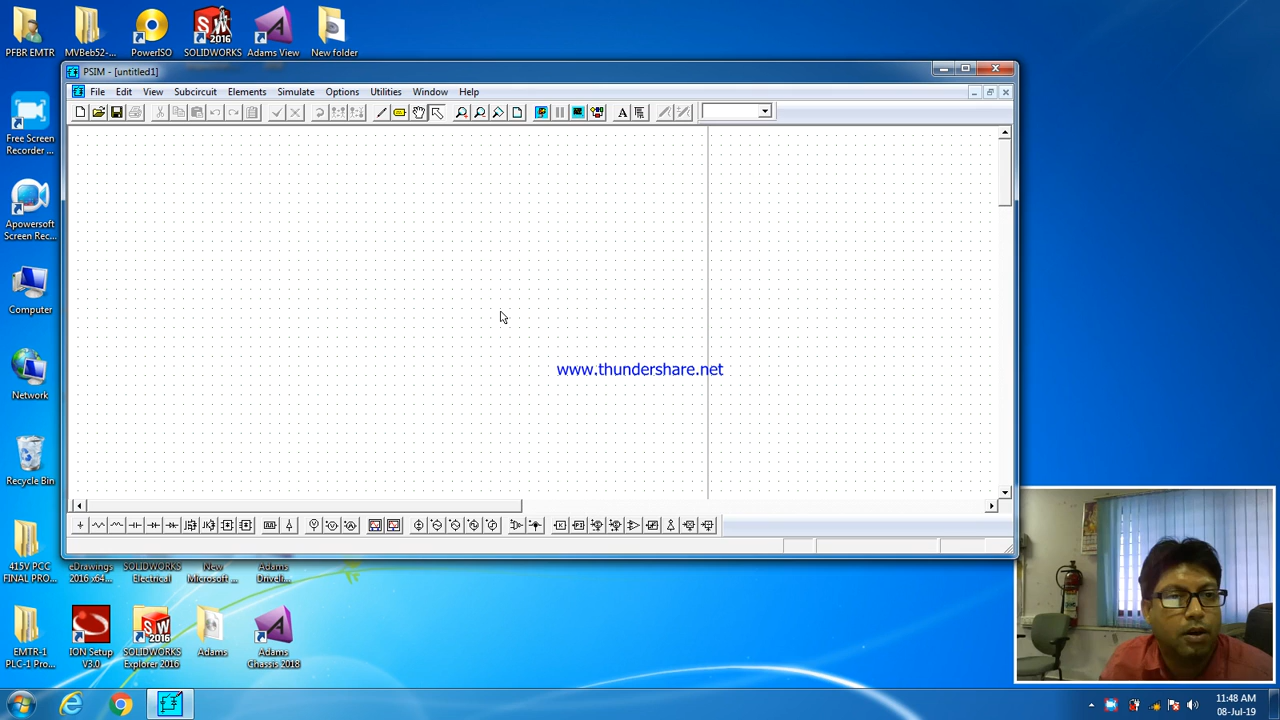 PFBR EMTR
MVBeb52-...
PowerISO
SOLIDWORKS
2016
Adams View
New folder
PSIM - [untitled1]
File Edit View Subcircuit Elements Simulate Options Utilities Window Help
Free Screen
Recorder ...
Apowersoft
Screen Rec...
Computer
Network
Recycle Bin
www.thundershare.net
415V PCC
FINAL PRO...
eDrawings
2016 x64...
SOLIDWORKS
Electrical
New
Microsoft ...
Adams
Driveli...
EMTR-1
PLC-1 Pro...
ION Setup
V3.0
SOLIDWORKS
Explorer 2016
2016
Adams
Adams
Chassis 2018
11:48 AM
08-Jul-19